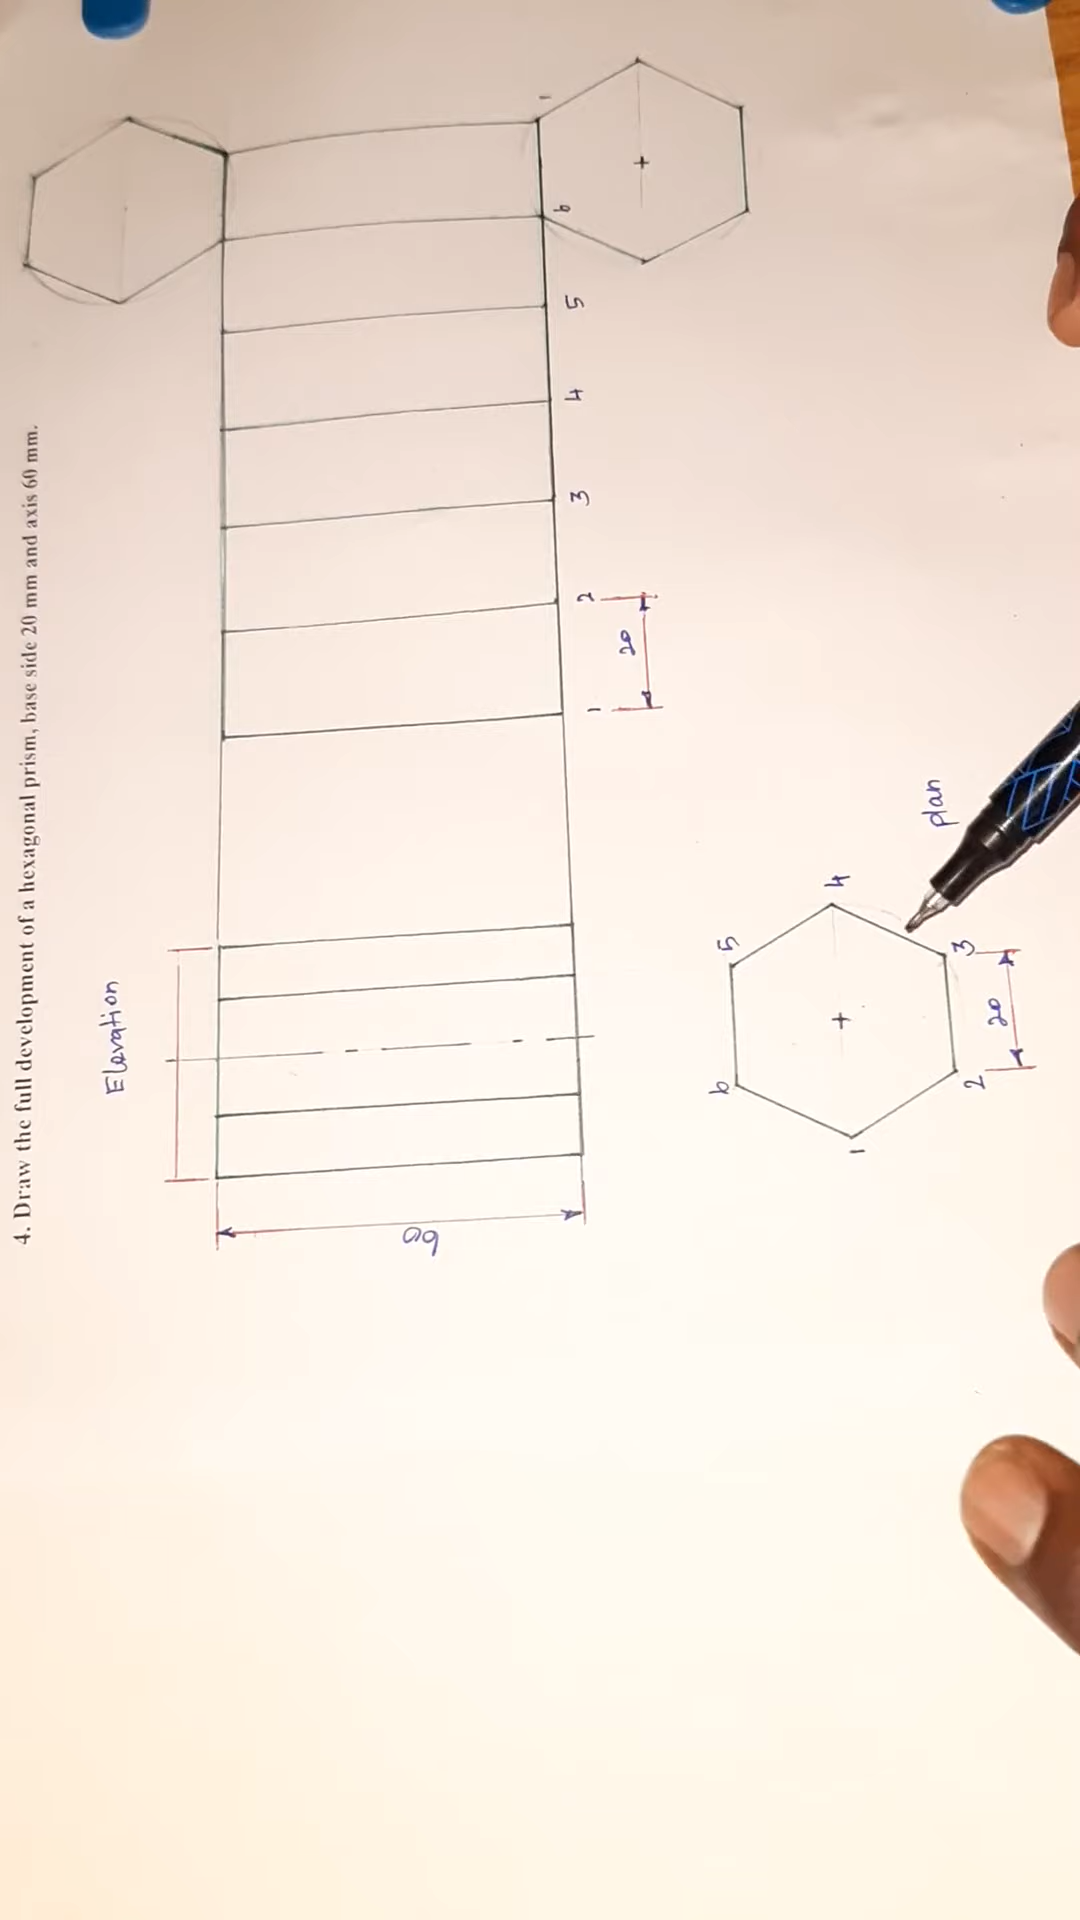 4. Draw the full development of a hexagonal prism, base side 20 mm and axis 60 mm.
Elevation
60
1 2 3 4 5 6 1
20
6 5
1 4
2 3
20
plan